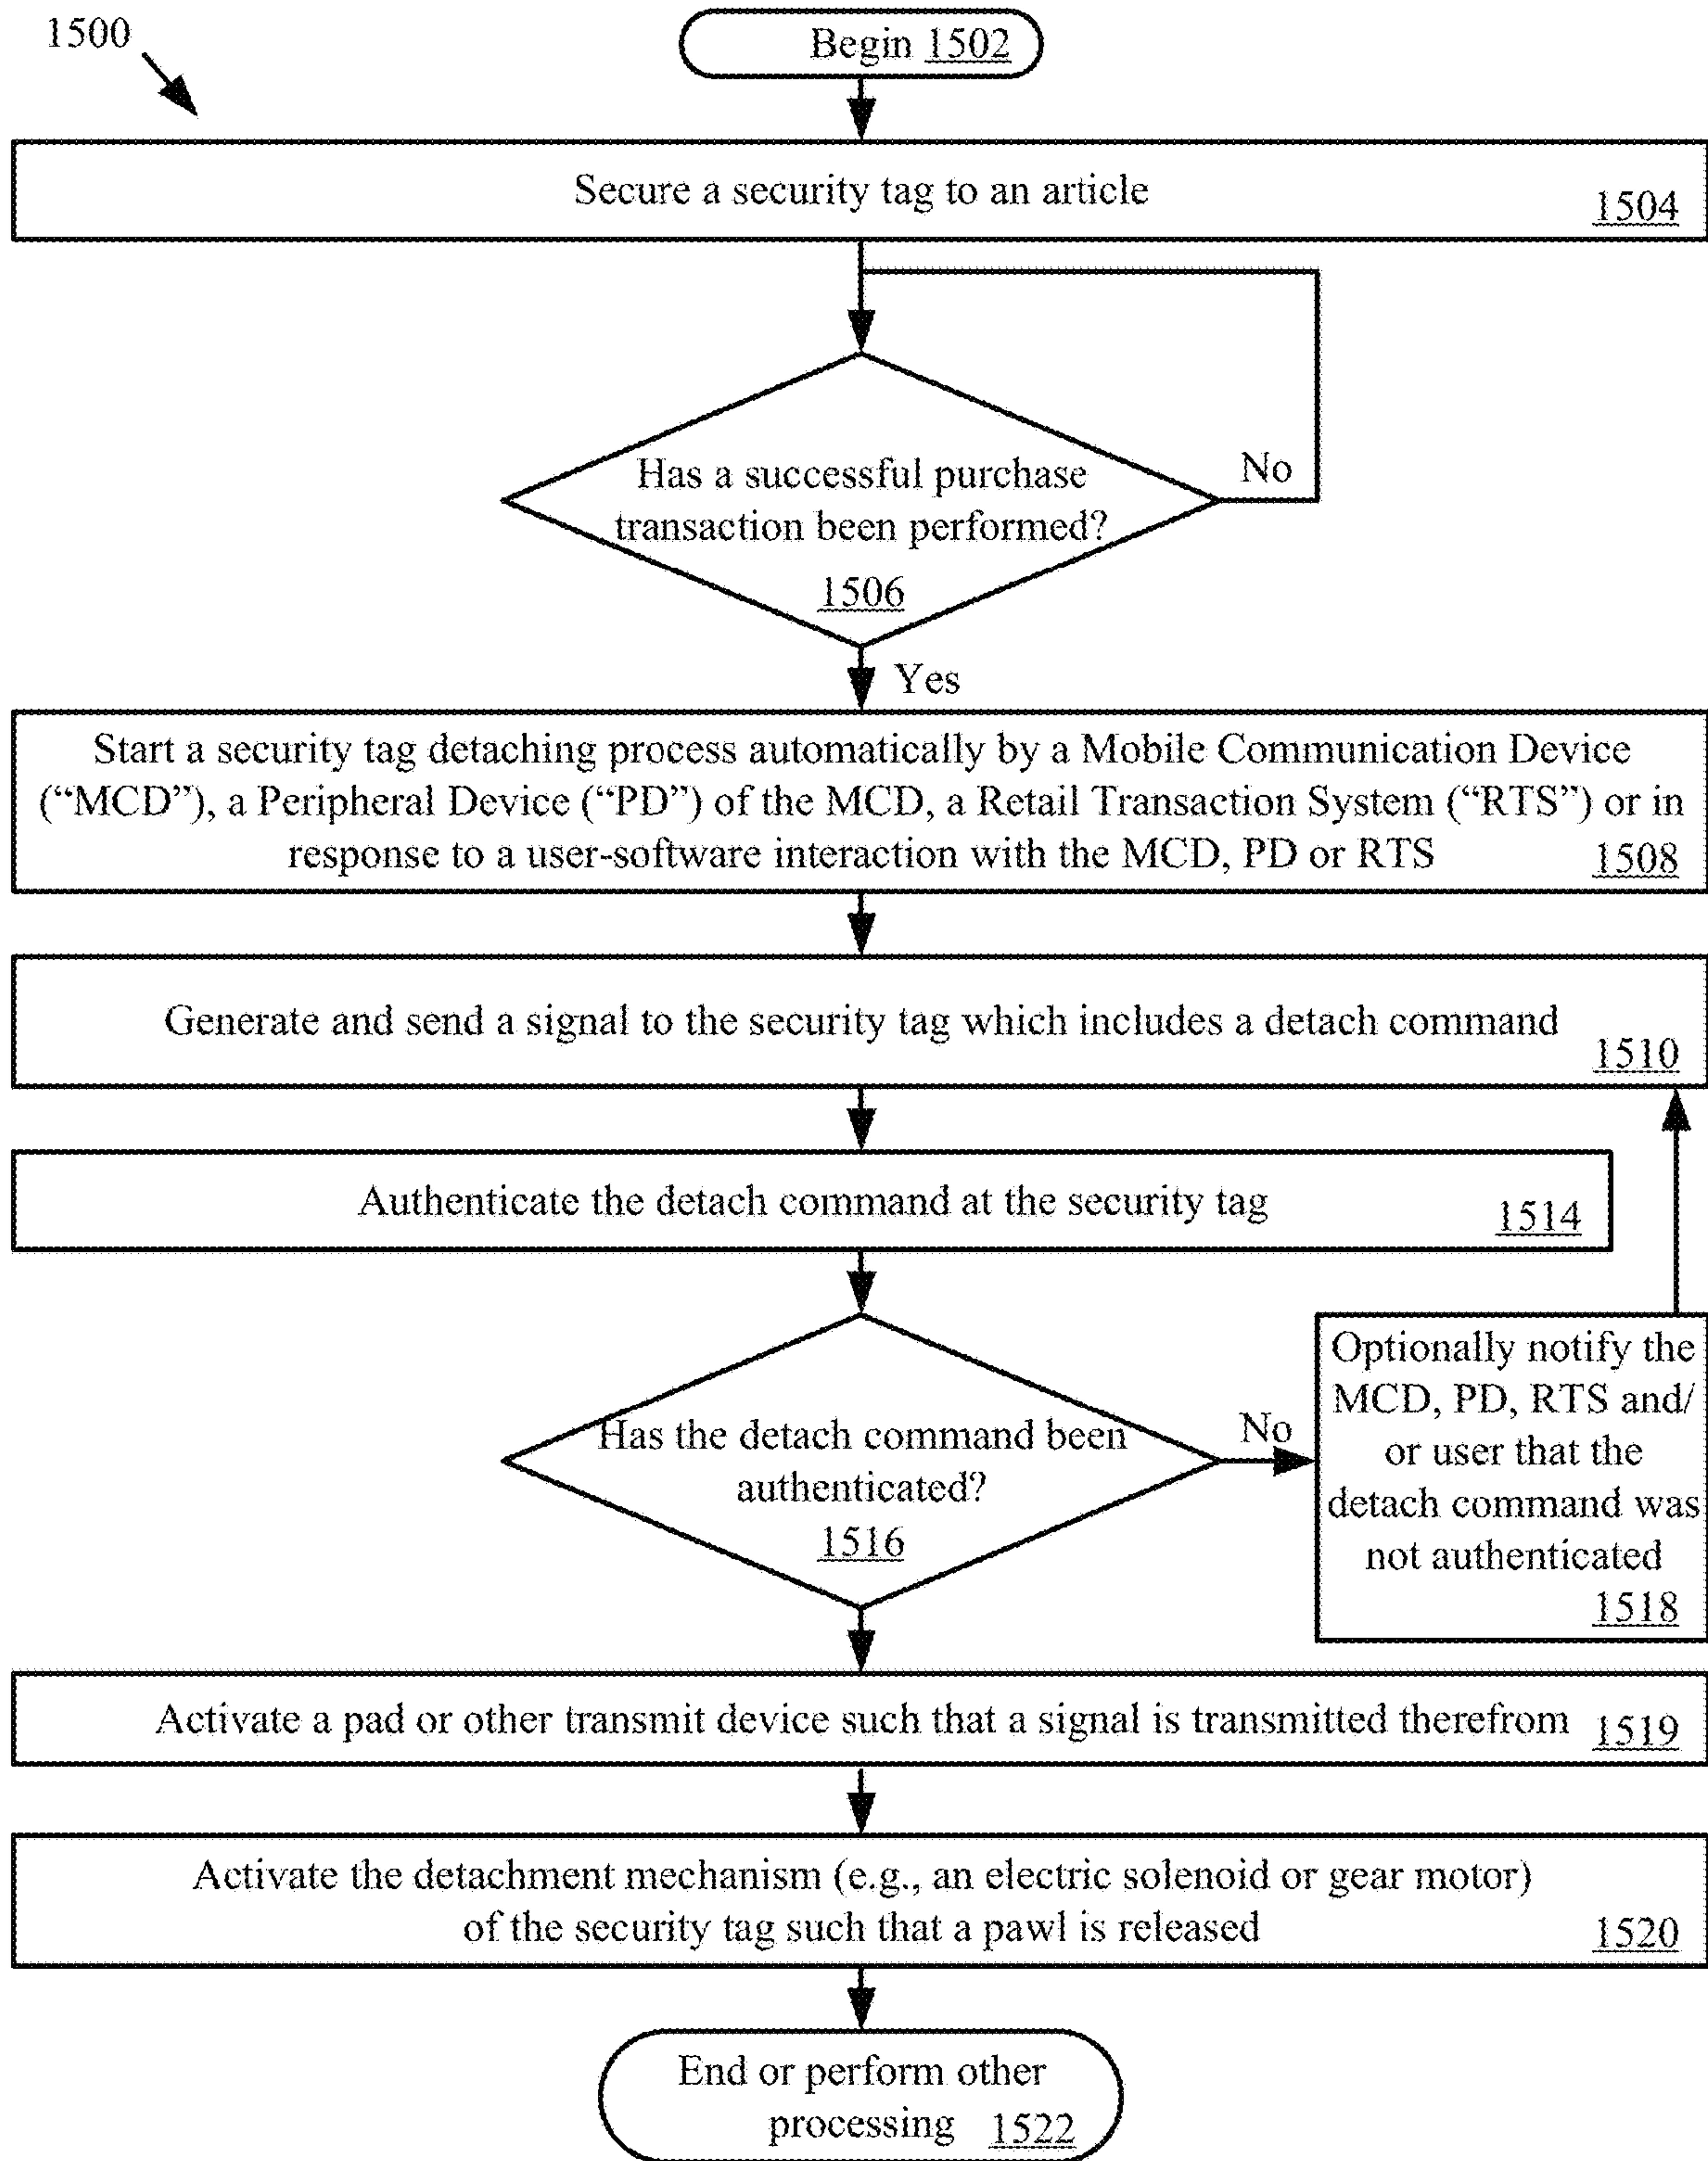 1500
Begin 1502
Secure a security tag to an article
1504
Has a successful purchase
transaction been performed?
1506
No
Yes
Start a security tag detaching process automatically by a Mobile Communication Device
(“MCD”), a Peripheral Device (“PD”) of the MCD, a Retail Transaction System (“RTS”) or in
response to a user-software interaction with the MCD, PD or RTS
1508
Generate and send a signal to the security tag which includes a detach command
1510
Authenticate the detach command at the security tag
1514
Has the detach command been
authenticated?
1516
No
Optionally notify the
MCD, PD, RTS and/
or user that the
detach command was
not authenticated
1518
Activate a pad or other transmit device such that a signal is transmitted therefrom
1519
Activate the detachment mechanism (e.g., an electric solenoid or gear motor)
of the security tag such that a pawl is released
1520
End or perform other
processing 1522